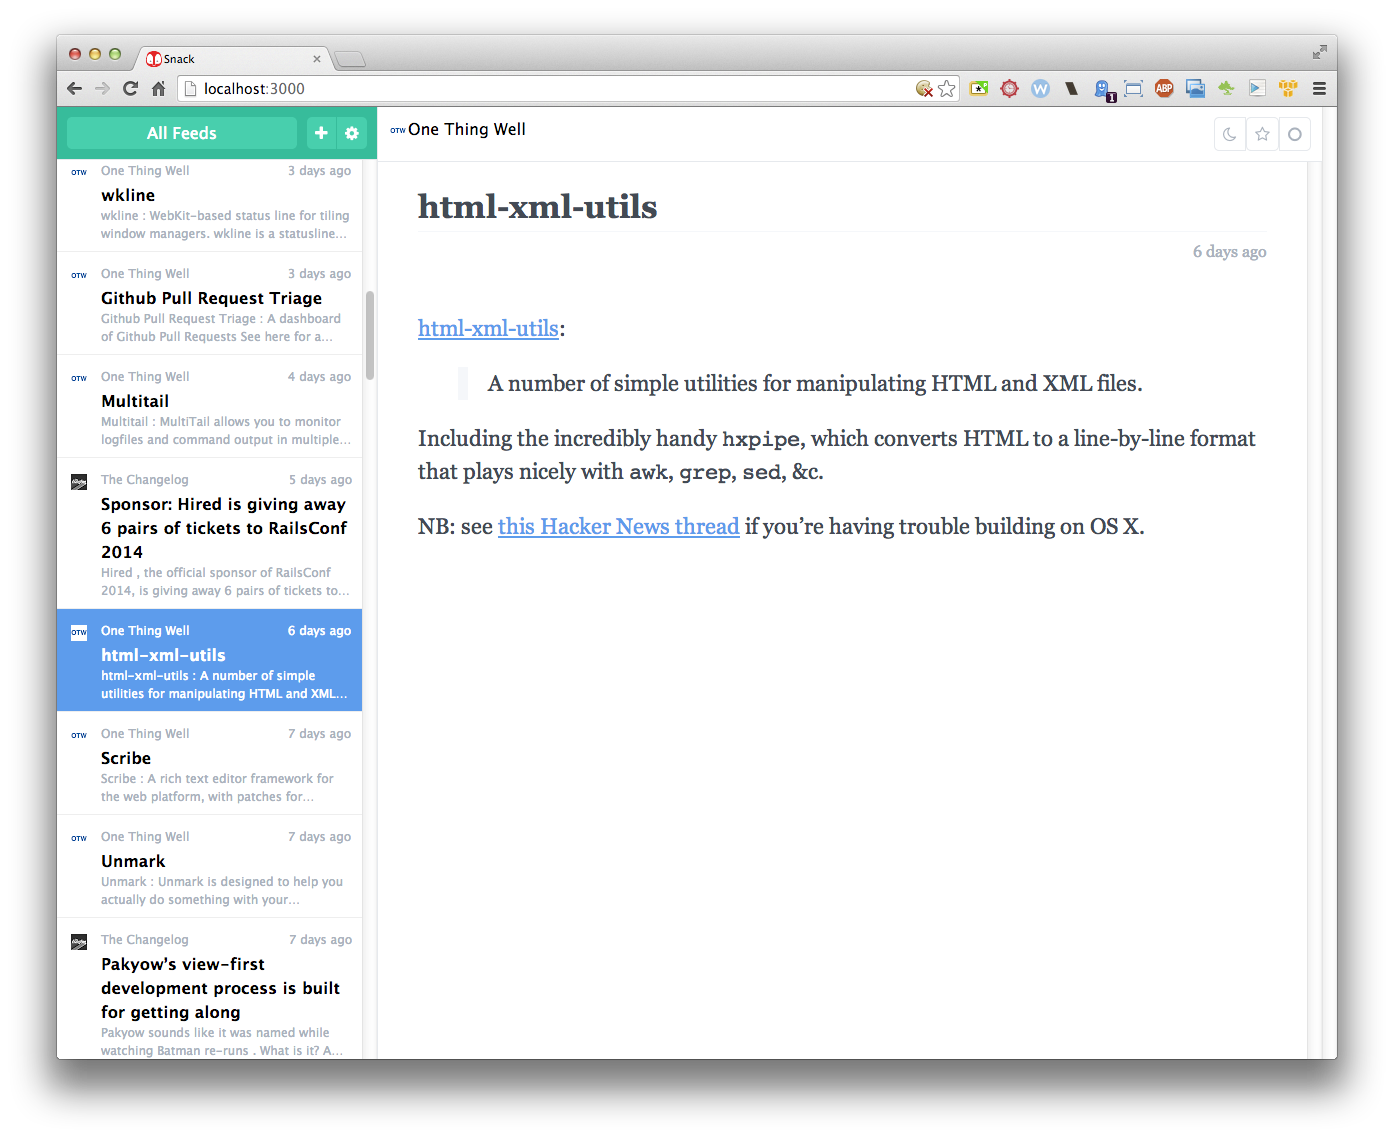 Snack
localhost:3000
W
1
ABP
All Feeds
OTW One Thing Well
OTW One Thing Well 3 days ago
wkline
wkline : WebKit-based status line for tiling
window managers. wkline is a statusline...
OTW One Thing Well 3 days ago
Github Pull Request Triage
Github Pull Request Triage : A dashboard
of Github Pull Requests See here for a...
OTW One Thing Well 4 days ago
Multitail
Multitail : MultiTail allows you to monitor
logfiles and command output in multiple...
The Changelog 5 days ago
Sponsor: Hired is giving away
6 pairs of tickets to RailsConf
2014
Hired , the official sponsor of RailsConf
2014, is giving away 6 pairs of tickets to...
OTW One Thing Well 6 days ago
html-xml-utils
html-xml-utils : A number of simple
utilities for manipulating HTML and XML...
OTW One Thing Well 7 days ago
Scribe
Scribe : A rich text editor framework for
the web platform, with patches for...
OTW One Thing Well 7 days ago
Unmark
Unmark : Unmark is designed to help you
actually do something with your...
The Changelog 7 days ago
Pakyow’s view-first
development process is built
for getting along
Pakyow sounds like it was named while
watching Batman re-runs . What is it? A...
html-xml-utils
6 days ago
html-xml-utils:
A number of simple utilities for manipulating HTML and XML files.
Including the incredibly handy hxpipe, which converts HTML to a line-by-line format
that plays nicely with awk, grep, sed, &c.
NB: see this Hacker News thread if you’re having trouble building on OS X.